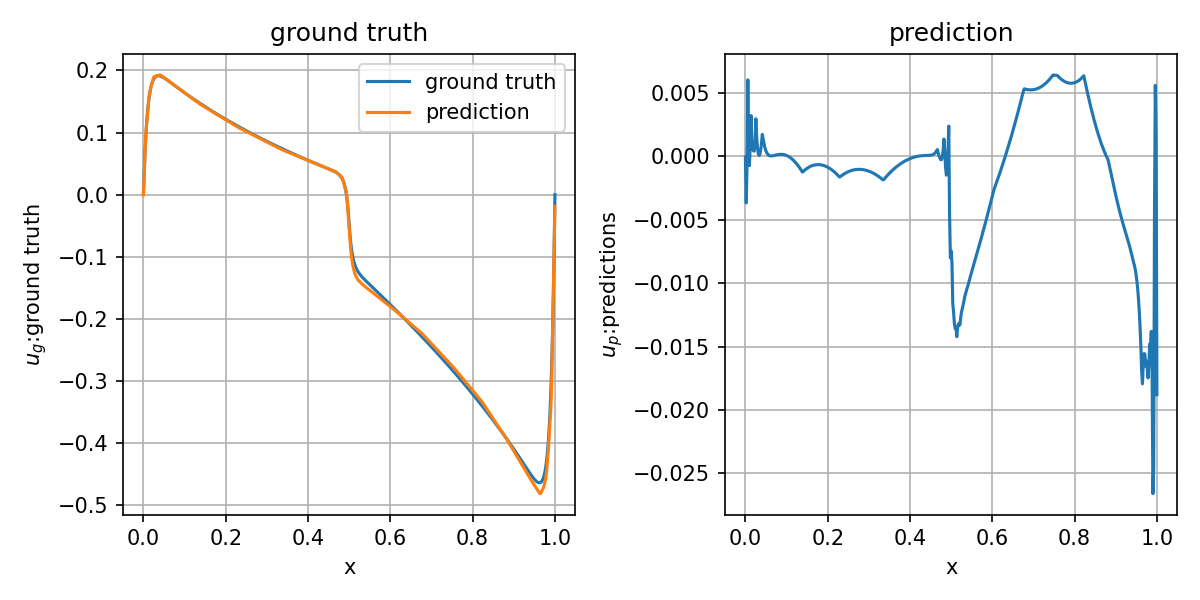 ground truth
ground truth
prediction
0.2
0.1
0.0
−0.1
−0.2
−0.3
−0.4
−0.5
u_g:ground truth
0.0 0.2 0.4 0.6 0.8 1.0
x
prediction
0.005
0.000
−0.005
−0.010
−0.015
−0.020
−0.025
u_p:predictions
0.0 0.2 0.4 0.6 0.8 1.0
x